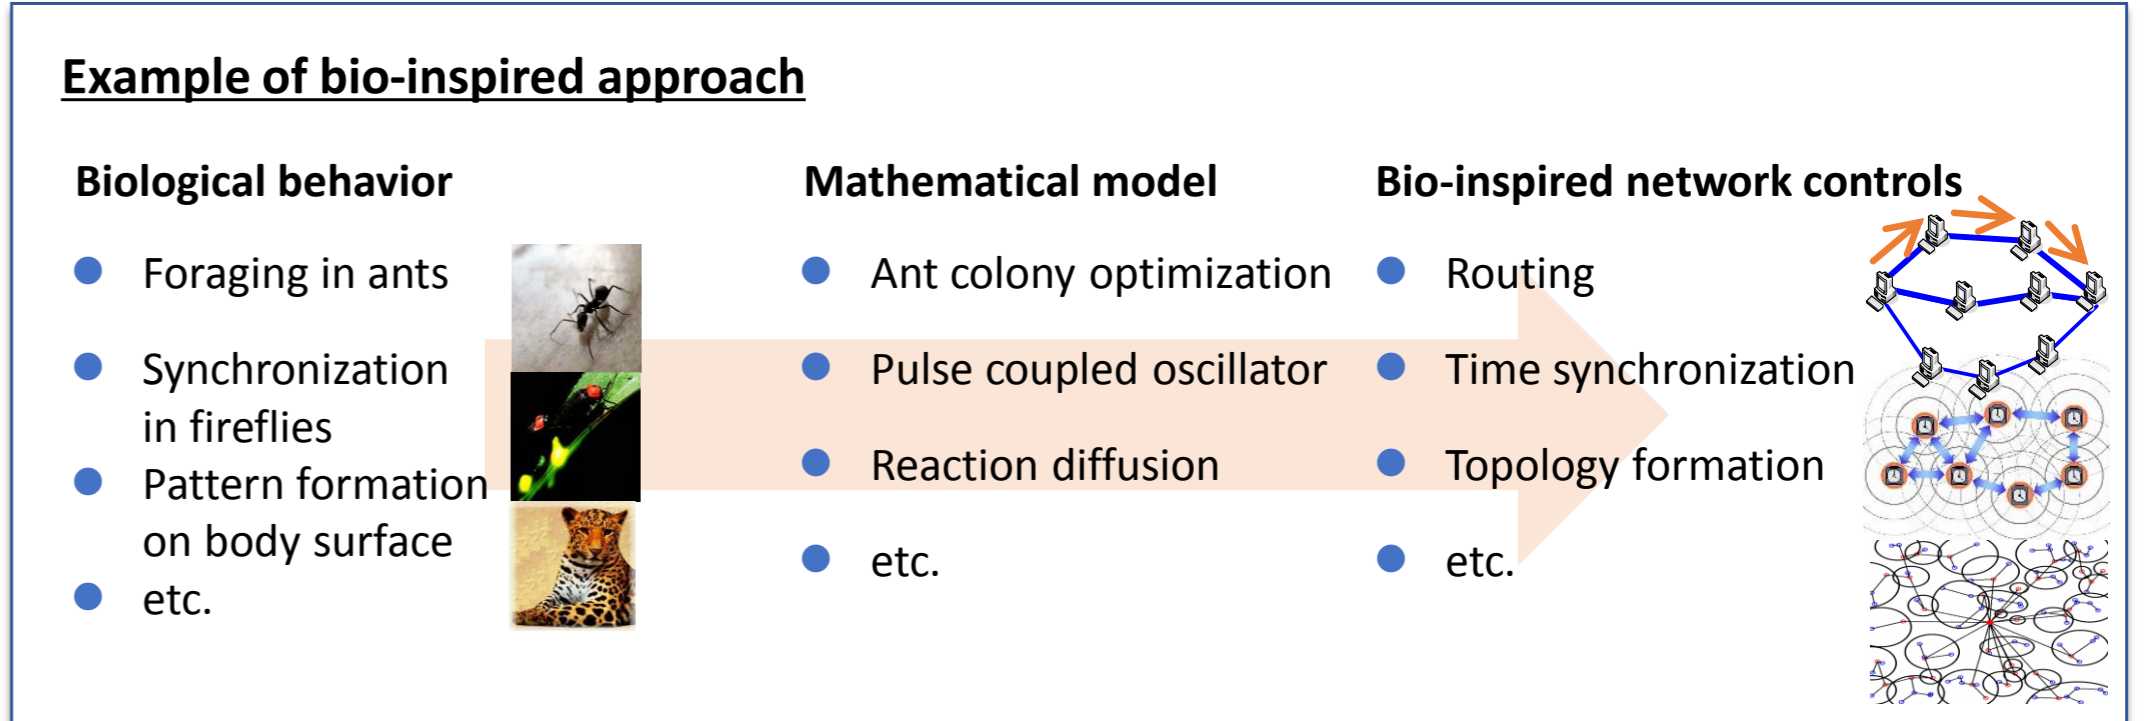 Example of bio-inspired approach
Biological behavior
Foraging in ants
Synchronization
in fireflies
Pattern formation
on body surface
etc.
Mathematical model
Ant colony optimization
Pulse coupled oscillator
Reaction diffusion
etc.
Bio-inspired network controls
Routing
Time synchronization
Topology formation
etc.